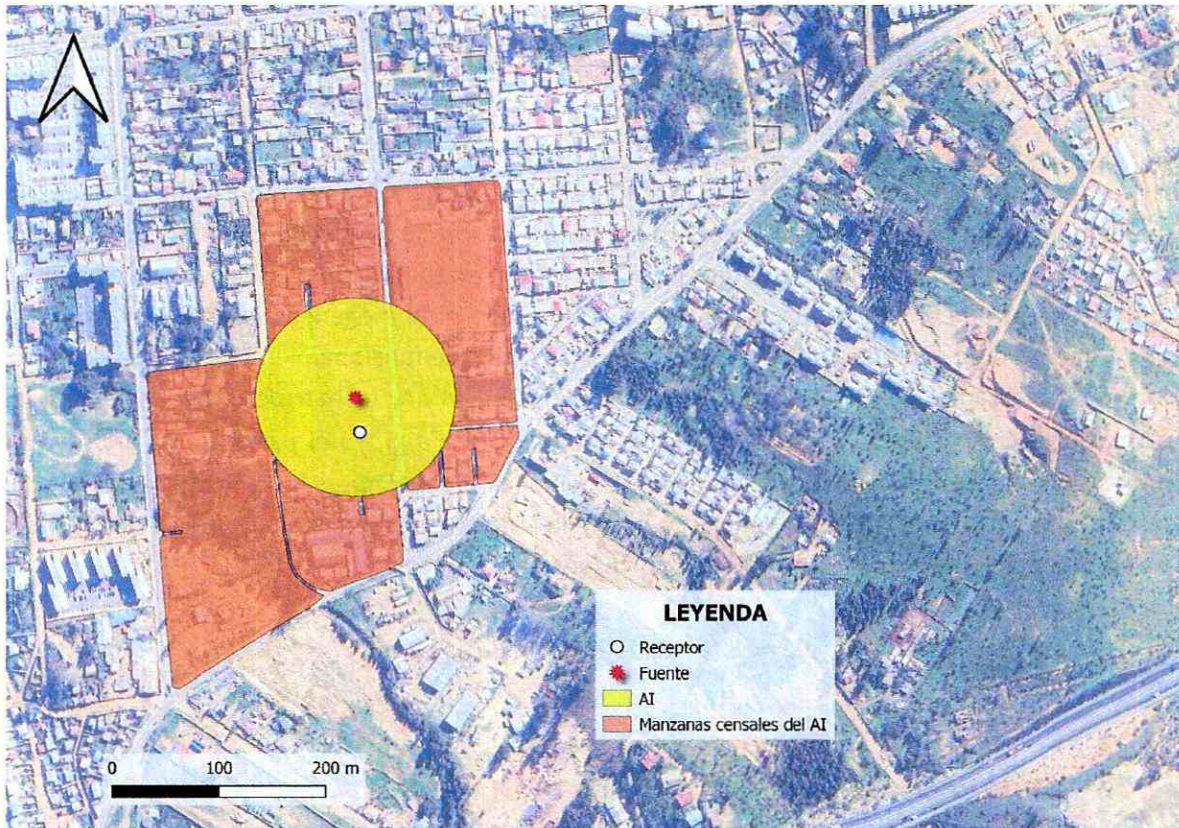 LEYENDA
Receptor
Fuente
AI
Manzanas censales del AI
0 100 200 m